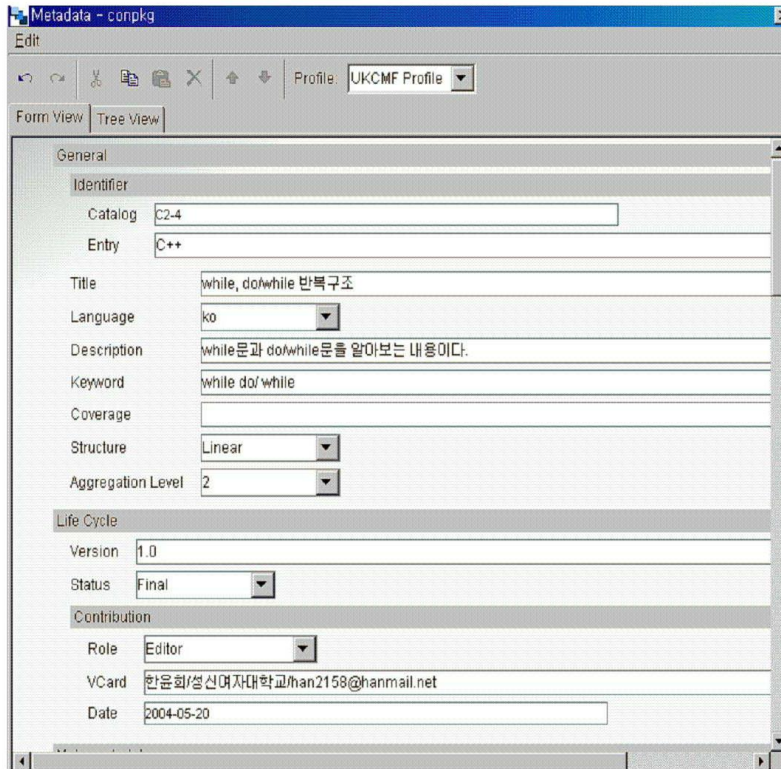 Metadata - conpkg
Edit
Profile: UKCMF Profile
Form View Tree View
General
Identifier
Catalog C2-4
Entry C++
Title while, do/while 반복구조
Language ko
Description while문과 do/while문을 알아보는 내용이다.
Keyword while do/ while
Coverage
Structure Linear
Aggregation Level 2
Life Cycle
Version 1.0
Status Final
Contribution
Role Editor
VCard 한윤희/성신여자대학교/han2158@hanmail.net
Date 2004-05-20